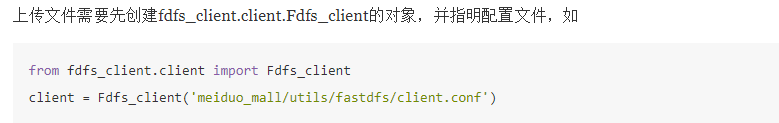 上传文件需要先创建fdfs_client.client.Fdfs_client的对象，并指明配置文件，如
from fdfs_client.client import Fdfs_client
client = Fdfs_client('meiduo_mall/utils/fastdfs/client.conf')